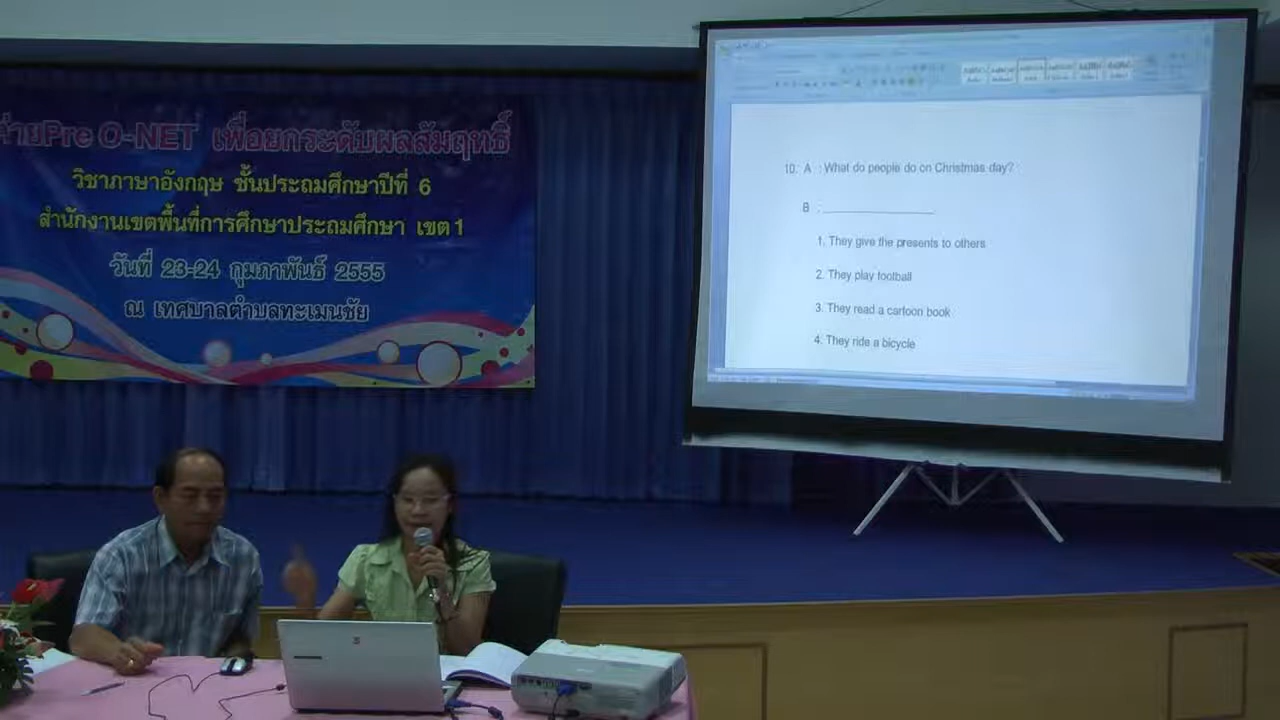 ค่ายPre O-NET เพื่อยกระดับผลสัมฤทธิ์
วิชาภาษาอังกฤษ ชั้นประถมศึกษาปีที่ 6
สำนักงานเขตพื้นที่การศึกษาประถมศึกษา เขต 1
วันที่ 23-24 กุมภาพันธ์ 2555
ณ เทศบาลตำบลทะเมนชัย
10. A : What do people do on Christmas day?
B : ____________________
1. They give the presents to others
2. They play football
3. They read a cartoon book
4. They ride a bicycle